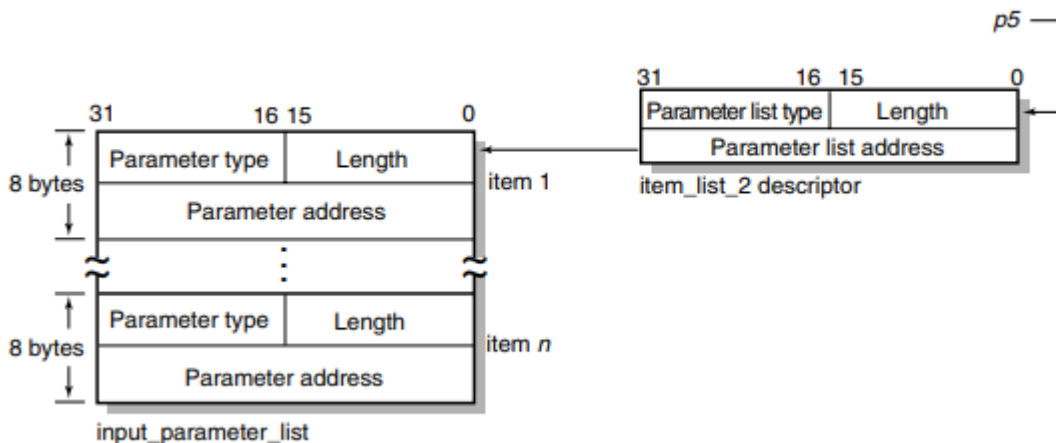 p5
31 16 15 0
Parameter list type Length
Parameter list address
item_list_2 descriptor
31 16 15 0
8 bytes
Parameter type Length
item 1
Parameter address
8 bytes
Parameter type Length
item n
Parameter address
input_parameter_list